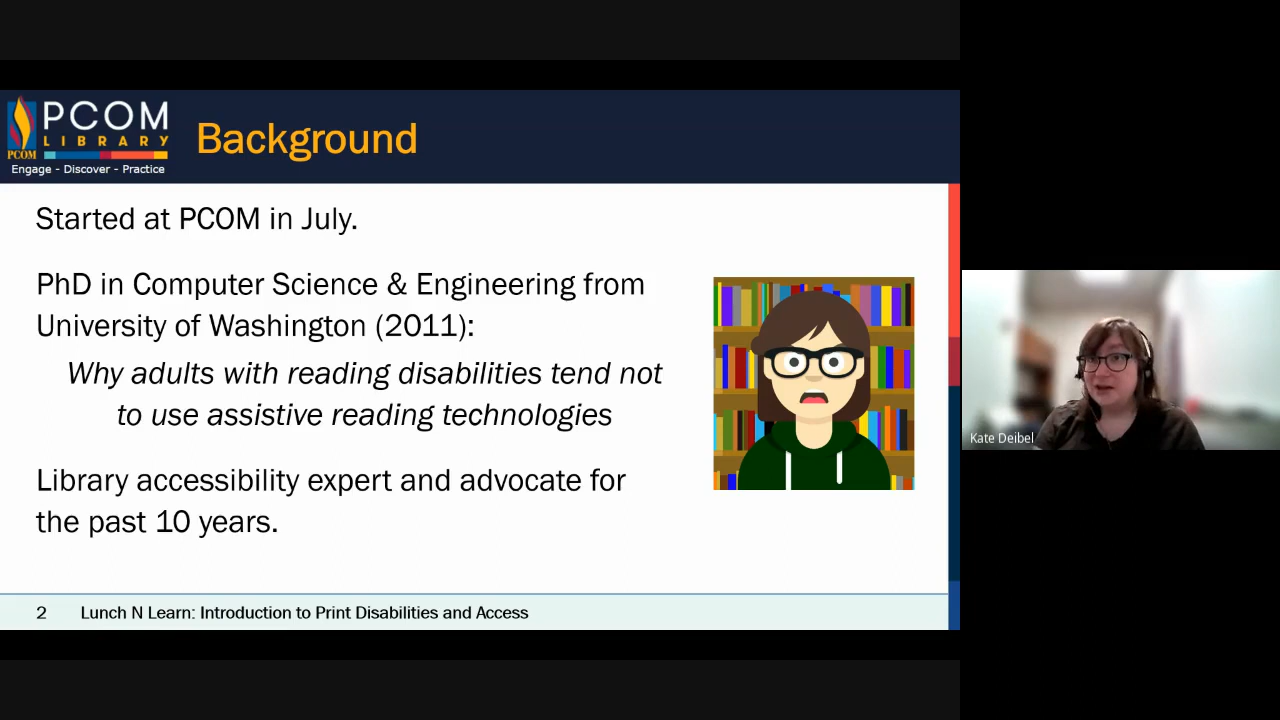 PCOM
LIBRARY
PCOM
Engage - Discover - Practice
Background
Started at PCOM in July.
PhD in Computer Science & Engineering from
University of Washington (2011):
Why adults with reading disabilities tend not
to use assistive reading technologies
Library accessibility expert and advocate for
the past 10 years.
Kate Deibel
2 Lunch N Learn: Introduction to Print Disabilities and Access